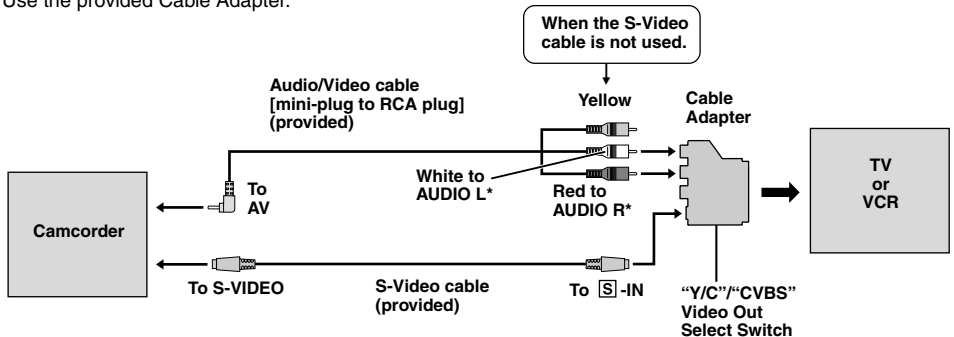 Use the provided Cable Adapter.
When the S-Video
cable is not used.
Audio/Video cable
[mini-plug to RCA plug]
(provided)
Yellow
Cable
Adapter
TV
or
VCR
White to
AUDIO L*
Red to
AUDIO R*
To
AV
Camcorder
To S-VIDEO
S-Video cable
(provided)
To S -IN
“Y/C”/“CVBS”
Video Out
Select Switch